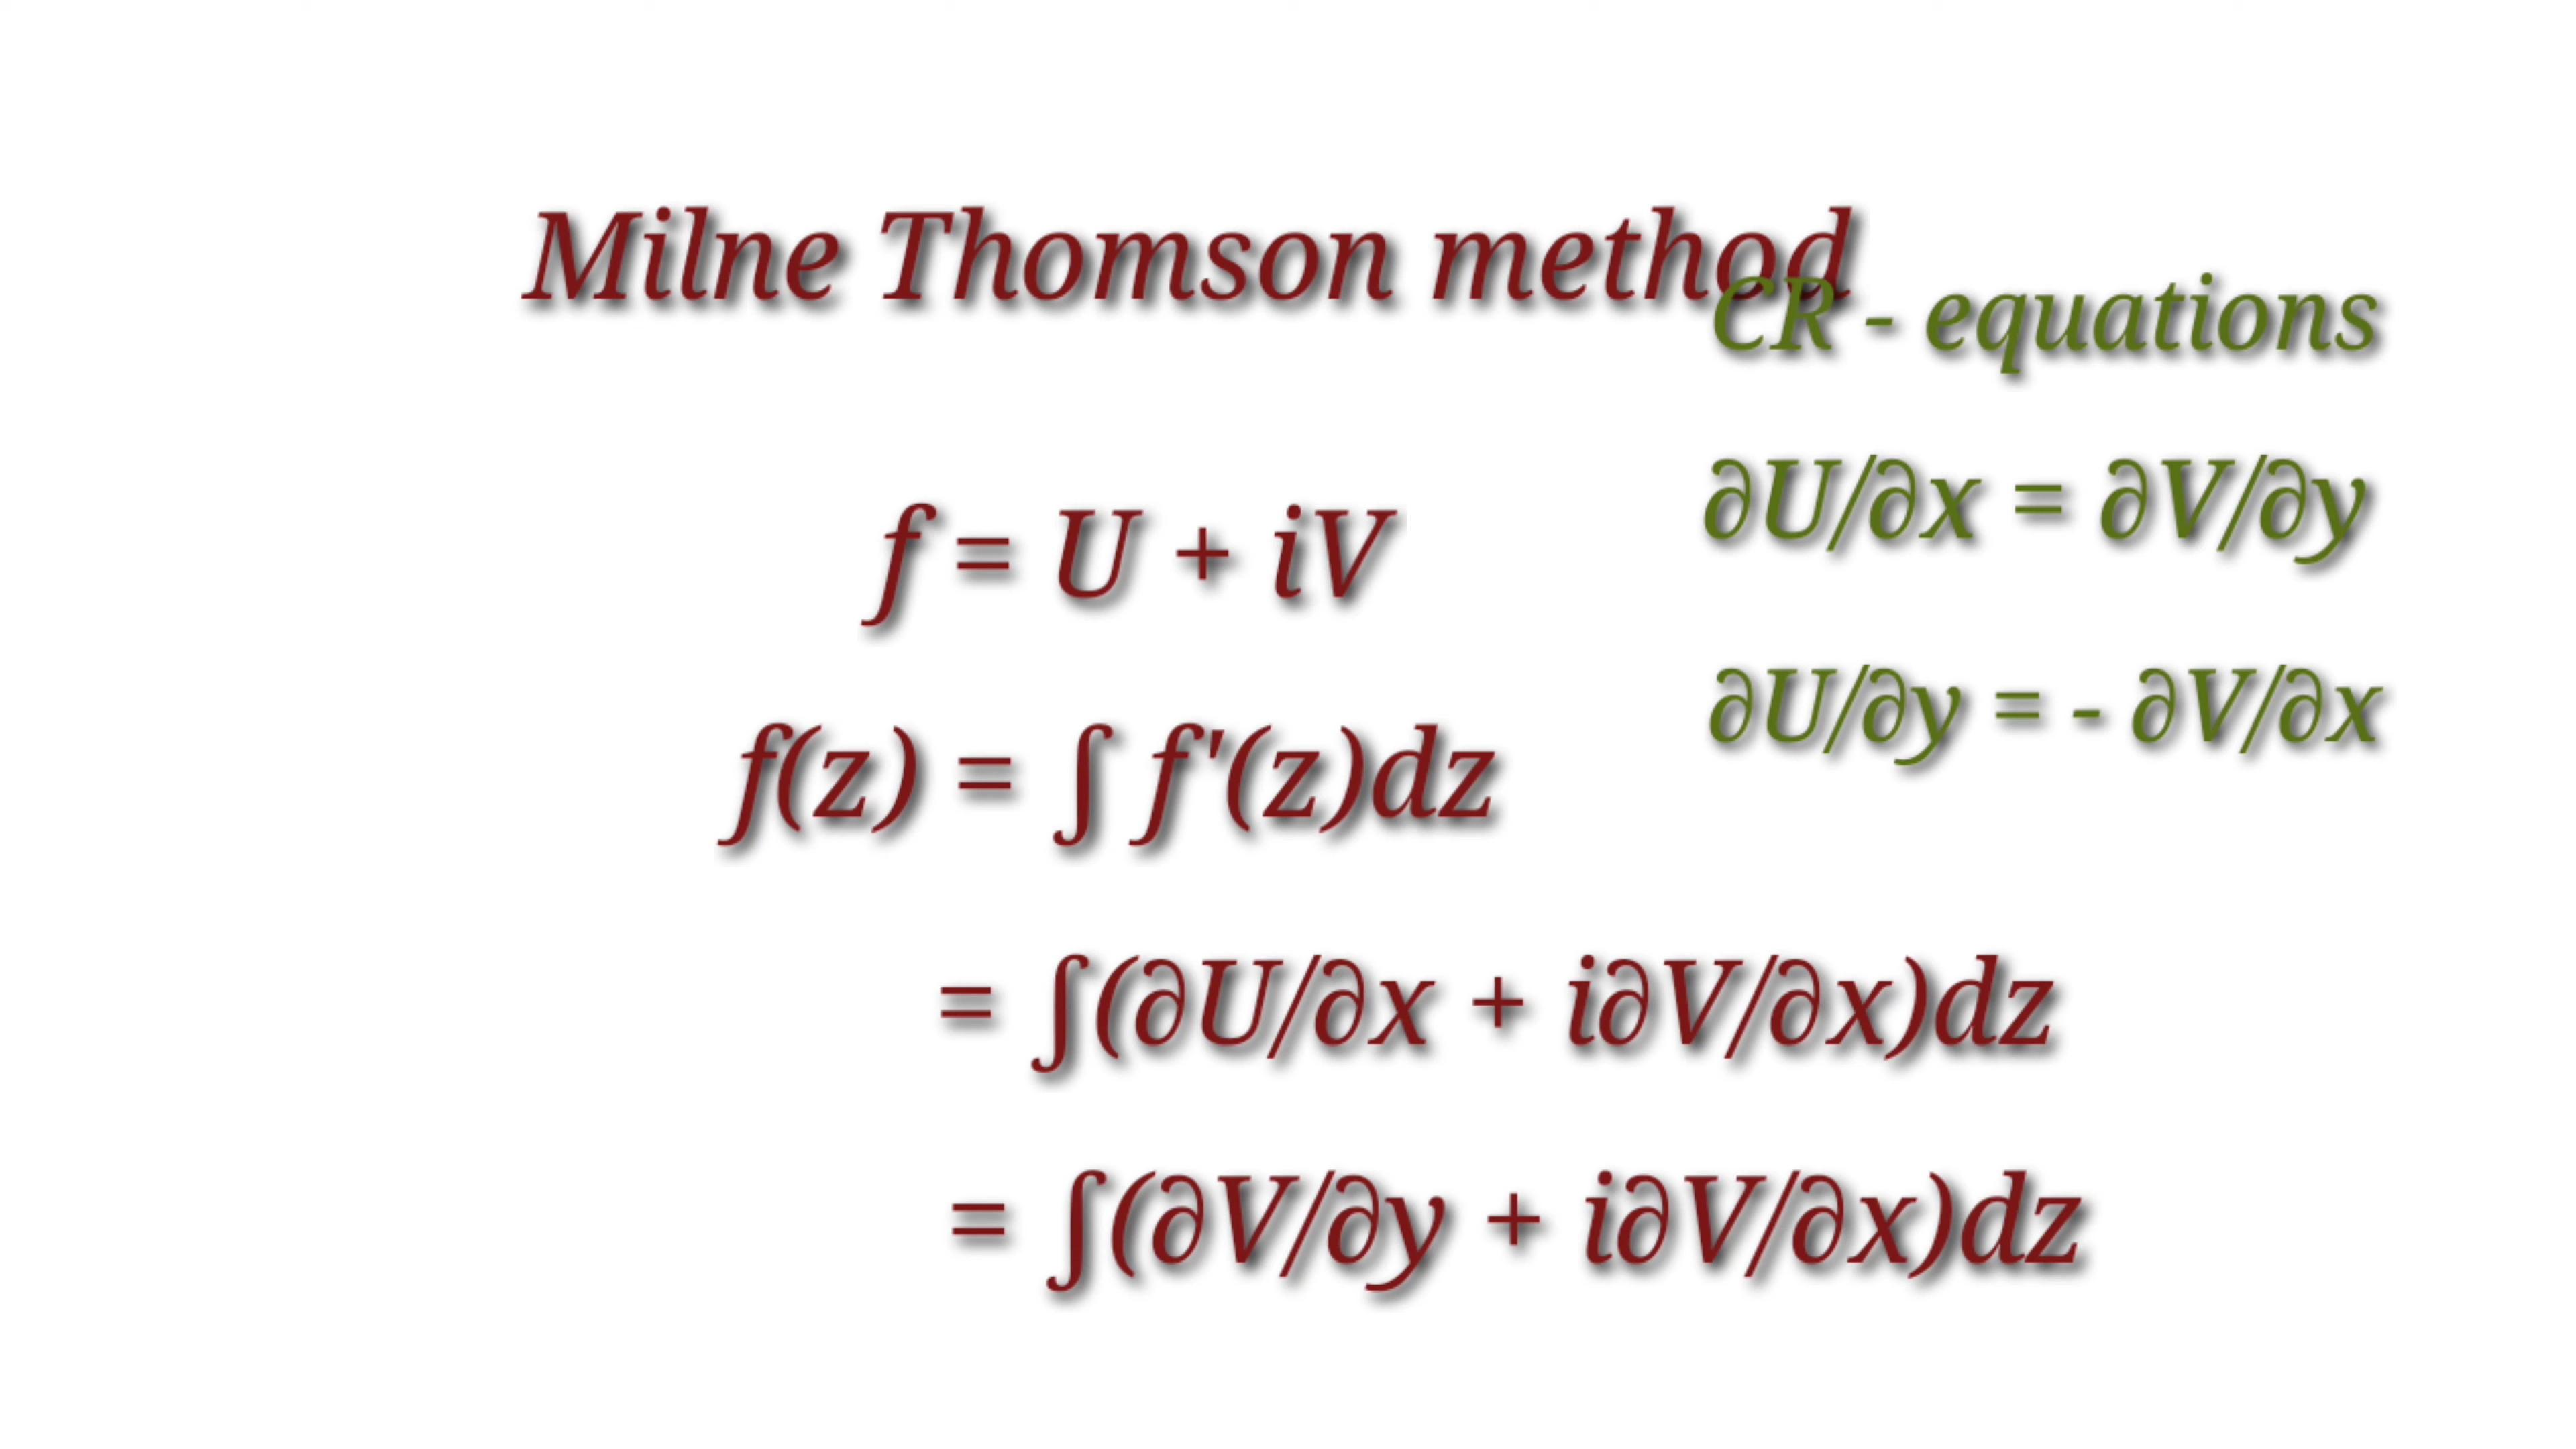 Milne Thomson method
CR - equations
f = U + iV
∂U/∂x = ∂V/∂y
∂U/∂y = - ∂V/∂x
f(z) = ∫ f'(z)dz
= ∫(∂U/∂x + i∂V/∂x)dz
= ∫(∂V/∂y + i∂V/∂x)dz